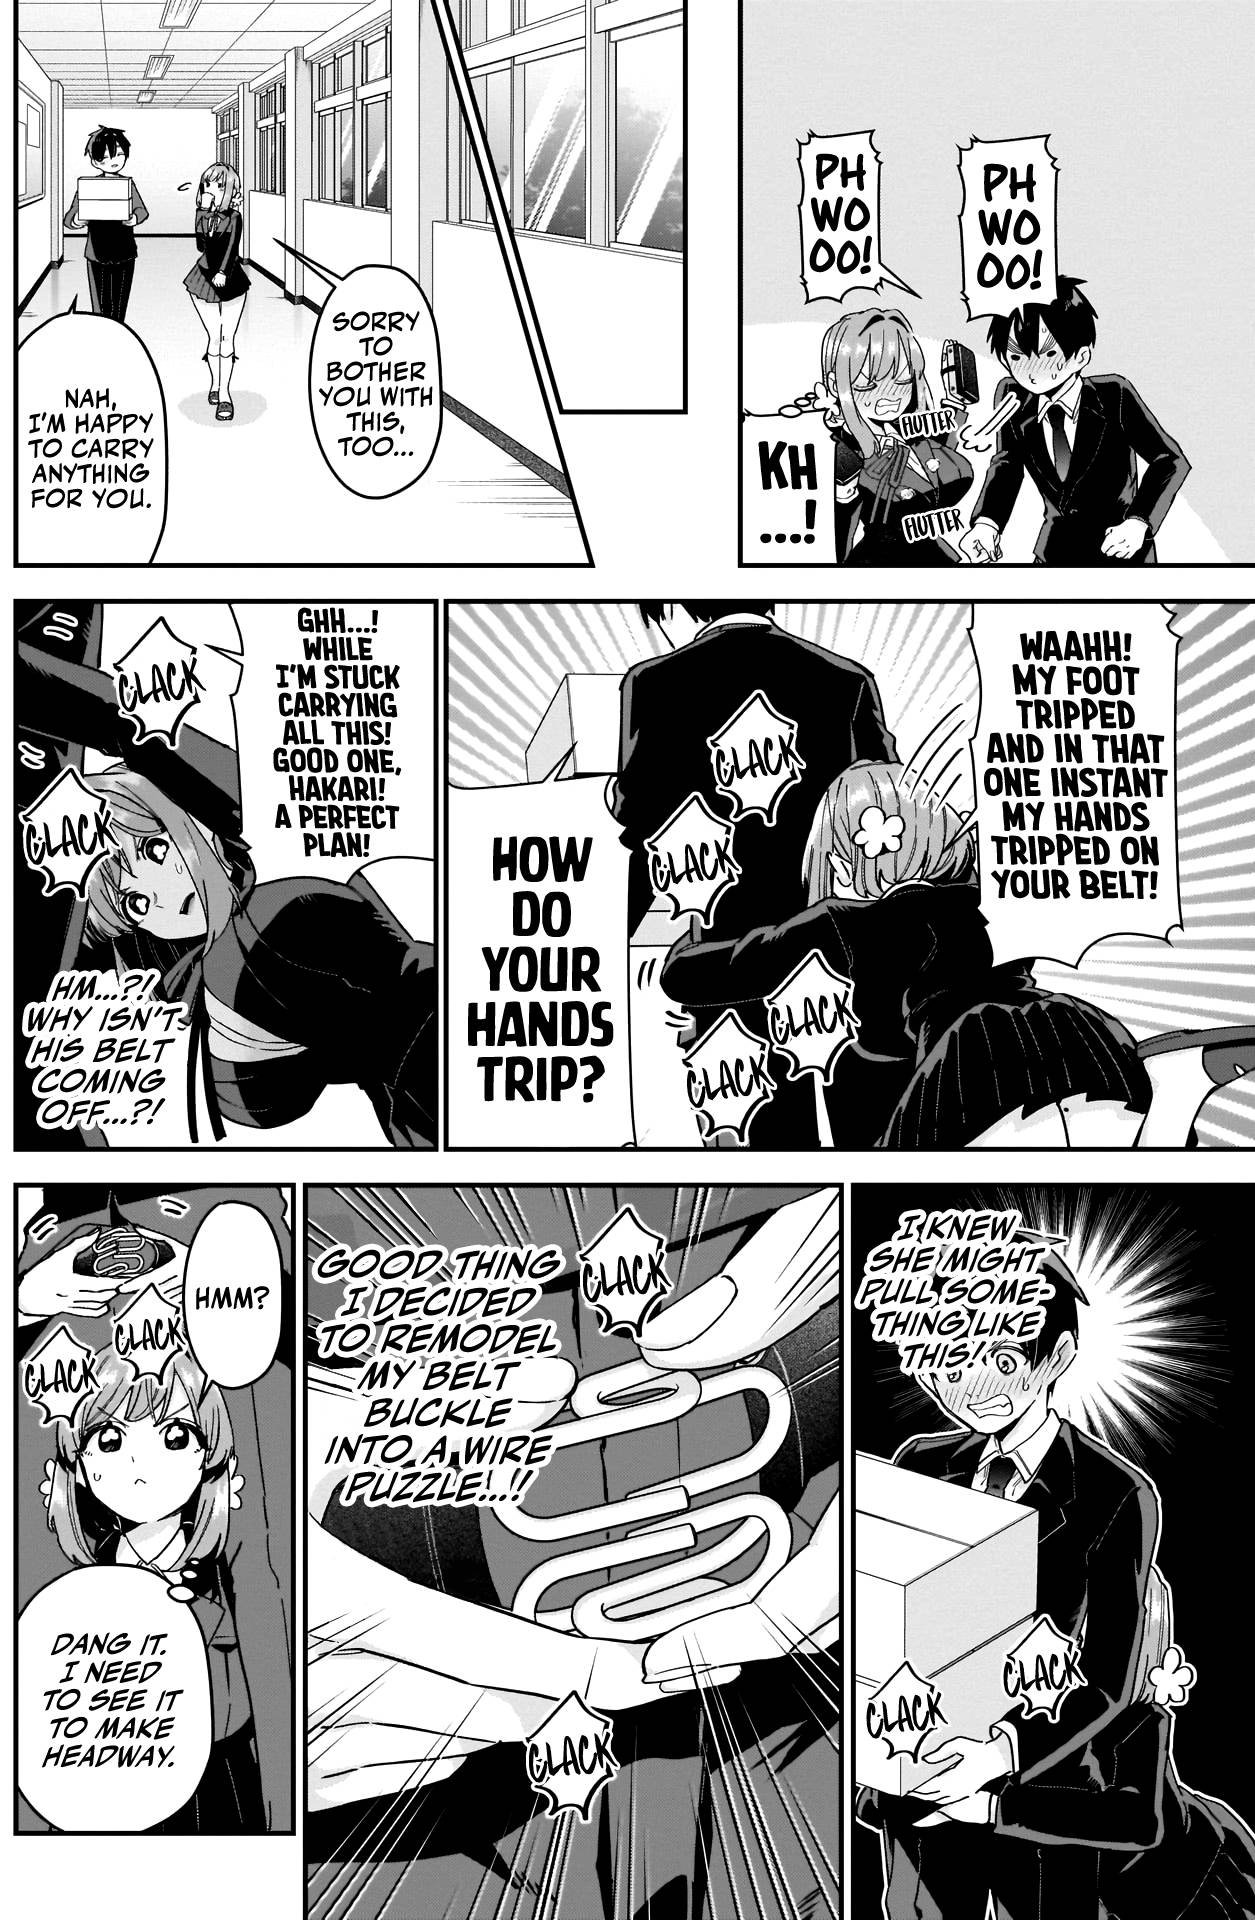 PH
WO
OO!
PH
WO
OO!
FLUTTER
FLUTTER
KH
....!
SORRY
TO
BOTHER
YOU WITH
THIS,
TOO...
NAH,
I'M HAPPY
TO CARRY
ANYTHING
FOR YOU.
WAAHH!
MY FOOT
TRIPPED
AND IN THAT
ONE INSTANT
MY HANDS
TRIPPED ON
YOUR BELT!
CLACK
CLACK
CLACK
CLACK
HOW
DO
YOUR
HANDS
TRIP?
GHH...!
WHILE
I'M STUCK
CARRYING
ALL THIS!
GOOD ONE,
HAKARI!
A PERFECT
PLAN!
CLACK
CLACK
HM...?!
WHY ISN'T
HIS BELT
COMING
OFF...?!
I KNEW
SHE MIGHT
PULL SOME-
THING LIKE
THIS!
CLACK
CLACK
GOOD THING
I DECIDED
TO REMODEL
MY BELT
BUCKLE
INTO A WIRE
PUZZLE...!!
CLACK
CLACK
HMM?
CLACK
CLACK
DANG IT.
I NEED
TO SEE IT
TO MAKE
HEADWAY.